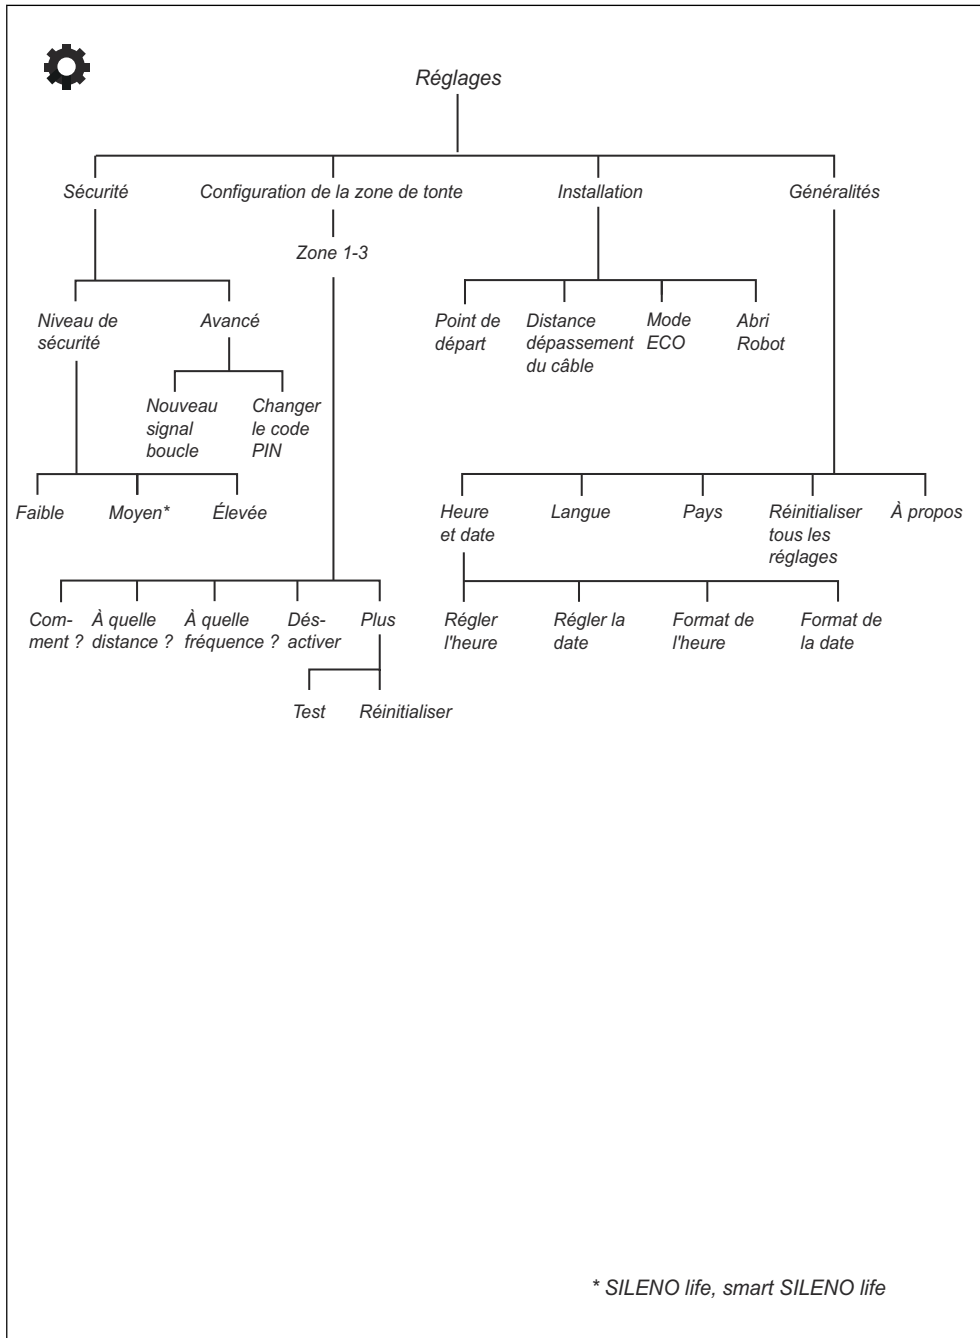 Réglages
Sécurité
Configuration de la zone de tonte
Installation
Généralités
Zone 1-3
Niveau de
sécurité
Avancé
Point de
départ
Distance
dépassement
du câble
Mode
ECO
Abri
Robot
Nouveau
signal
boucle
Changer
le code
PIN
Faible
Moyen*
Élevée
Heure
et date
Langue
Pays
Réinitialiser
tous les
réglages
À propos
Com-
ment ?
À quelle
distance ?
À quelle
fréquence ?
Dés-
activer
Plus
Régler
l'heure
Régler la
date
Format de
l'heure
Format de
la date
Test
Réinitialiser
* SILENO life, smart SILENO life